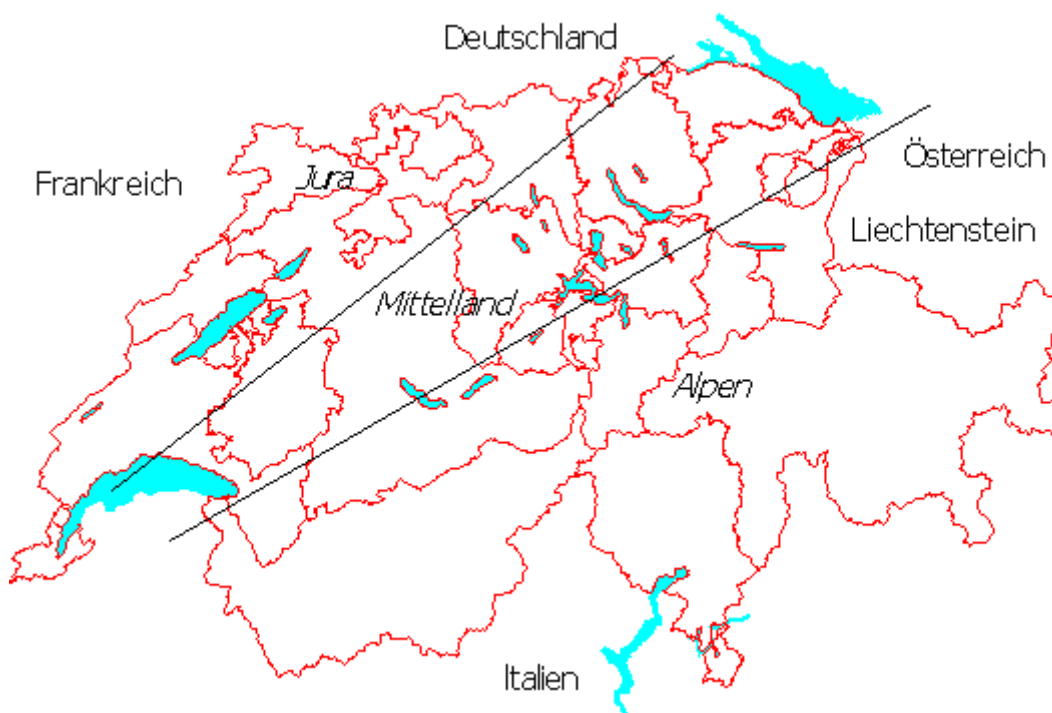 Deutschland
Österreich
Frankreich
Jura
Liechtenstein
Mittelland
Alpen
Italien